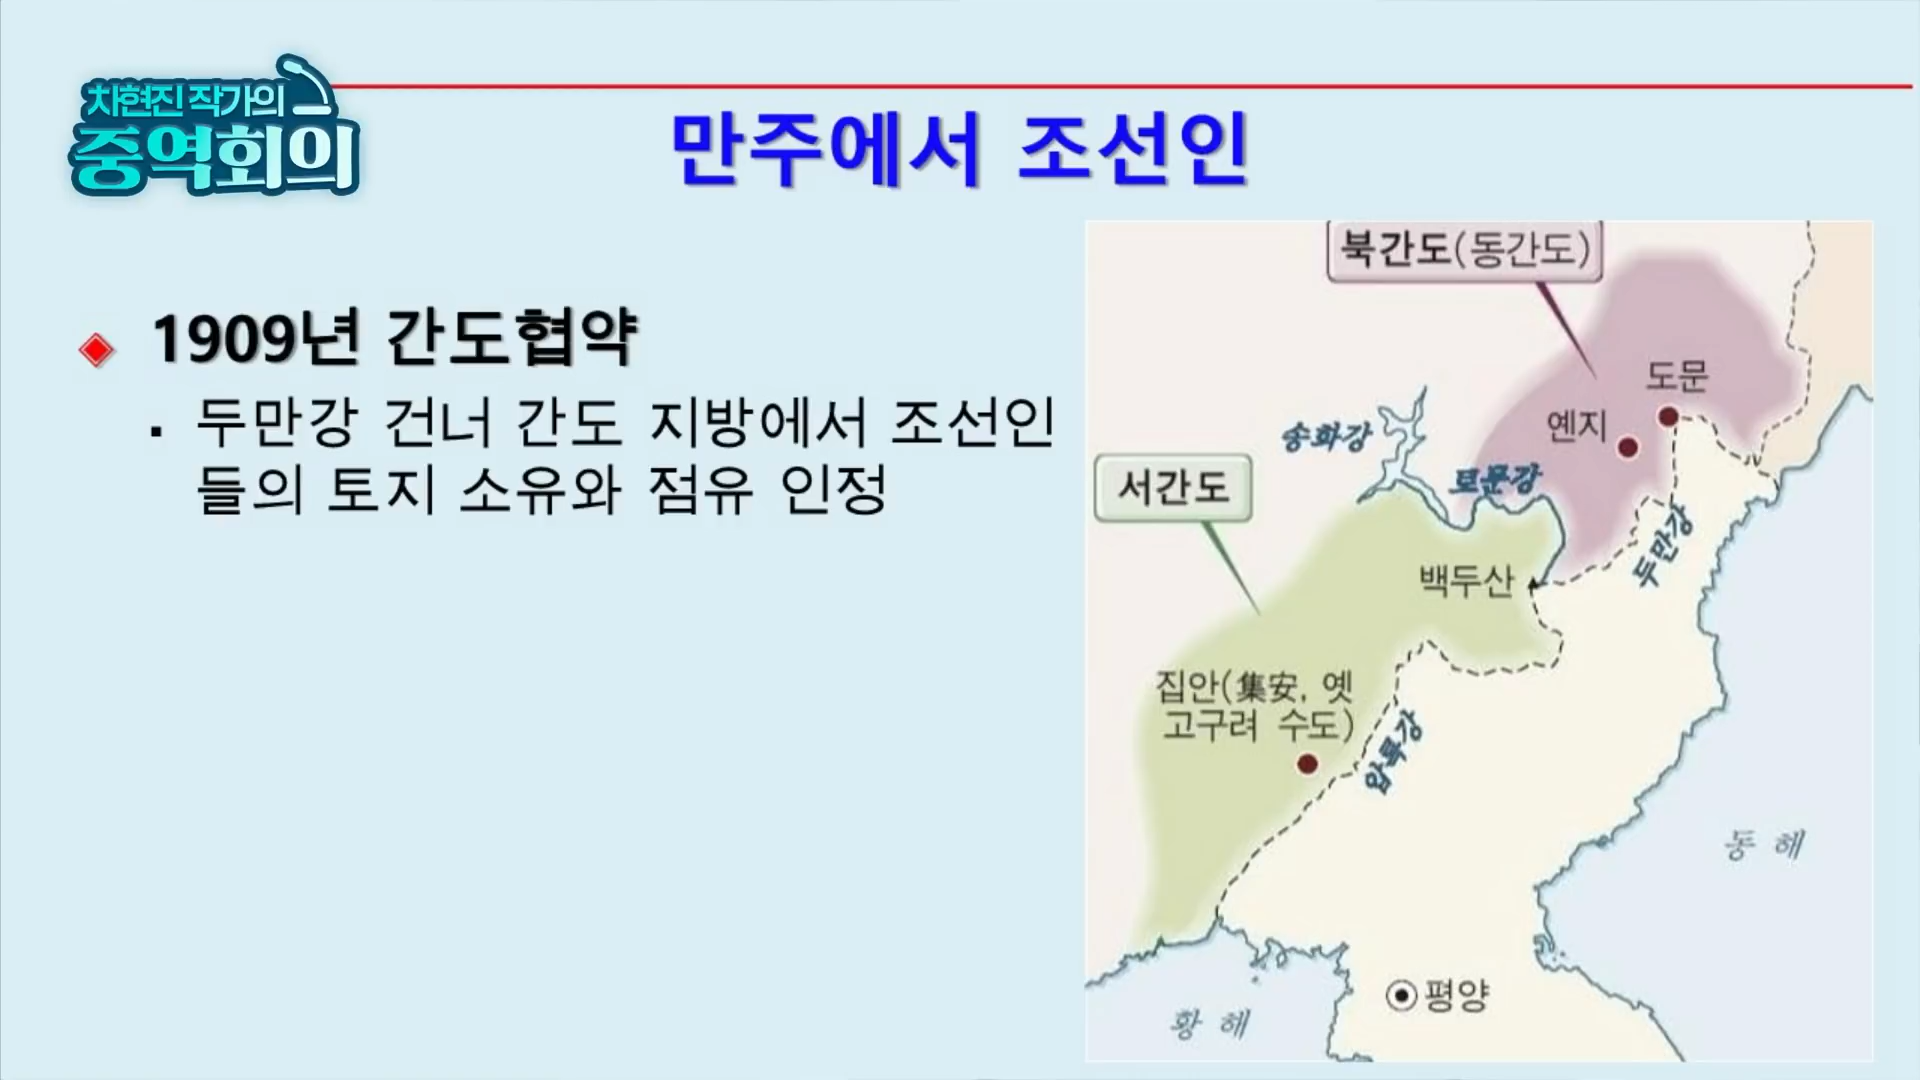 차현진 작가의
중역회의
만주에서 조선인
1909년 간도협약
두만강 건너 간도 지방에서 조선인
들의 토지 소유와 점유 인정
북간도(동간도)
도문
옌지
송화강
토문강
서간도
두만강
백두산
집안(集安, 옛
고구려 수도)
압록강
동 해
평양
황 해